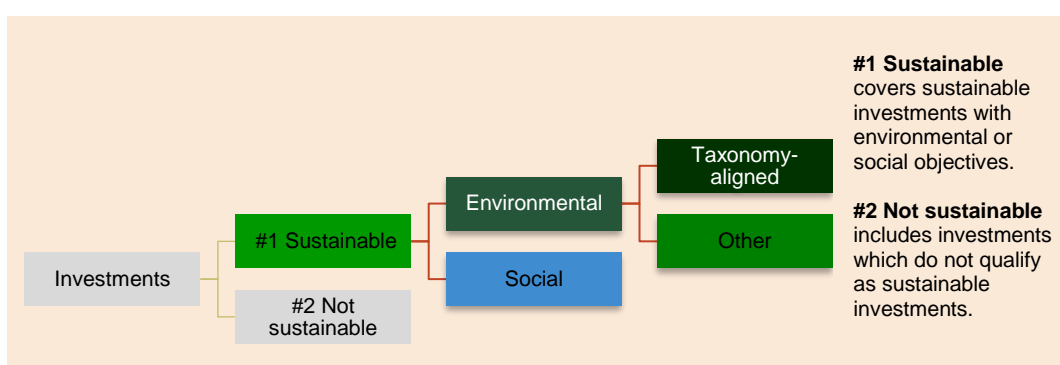 Investments
#1 Sustainable
#2 Not
sustainable
Environmental
Social
Taxonomy-
aligned
Other
#1 Sustainable
covers sustainable
investments with
environmental or
social objectives.
#2 Not sustainable
includes investments
which do not qualify
as sustainable
investments.